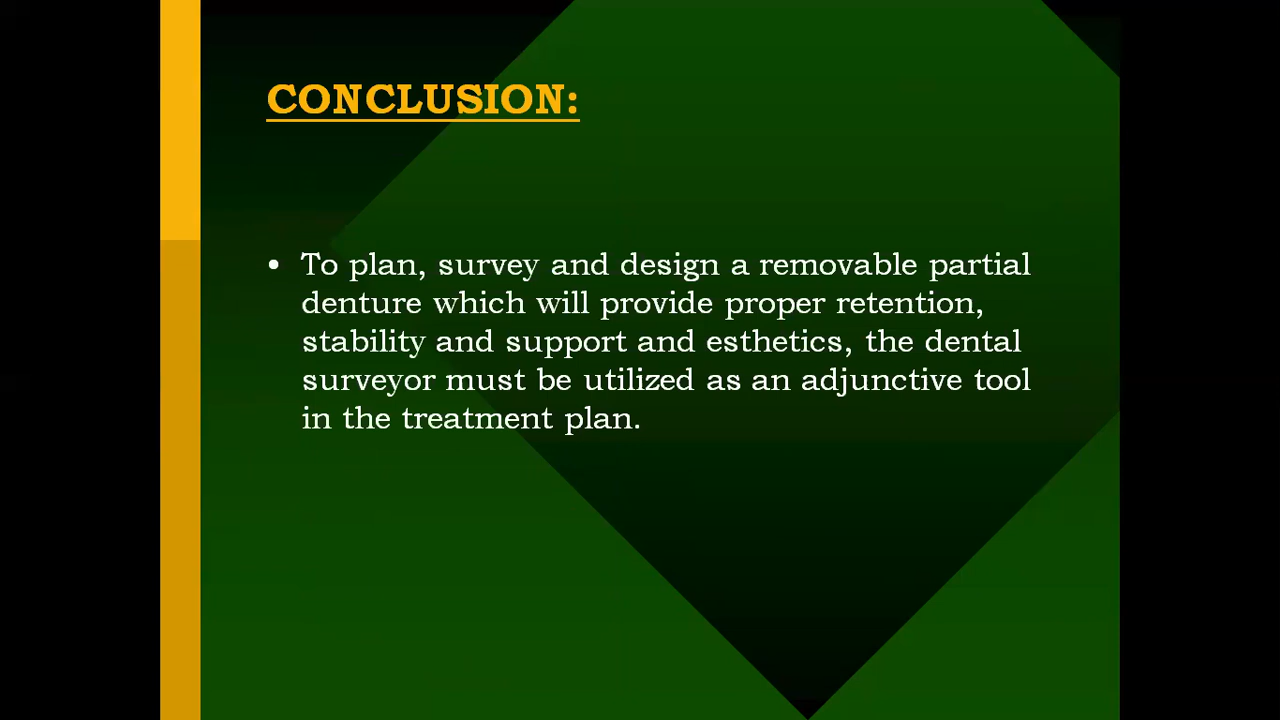 CONCLUSION:
• To plan, survey and design a removable partial
denture which will provide proper retention,
stability and support and esthetics, the dental
surveyor must be utilized as an adjunctive tool
in the treatment plan.